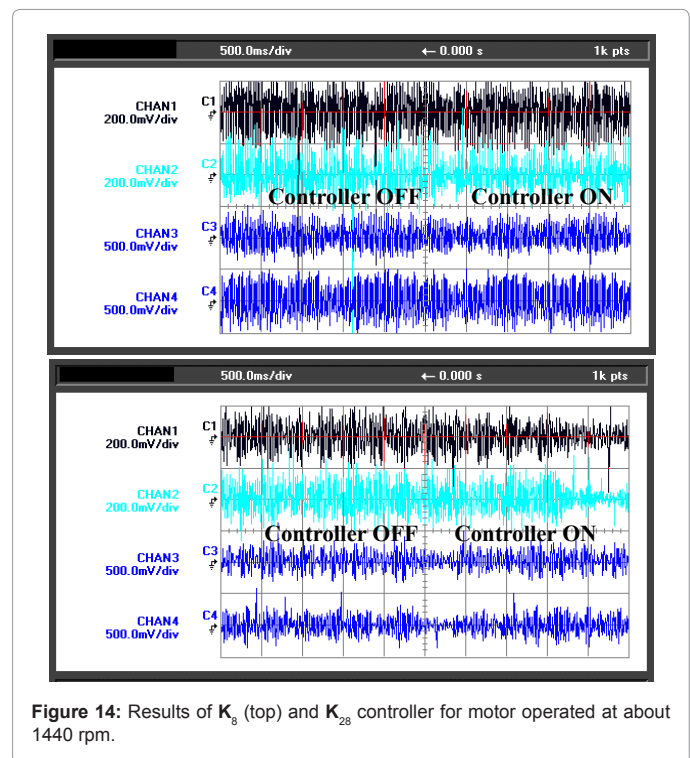 500.0ms/div ← 0.000 s 1k pts
CHAN1 C1
200.0mV/div
CHAN2 C2
200.0mV/div
Controller OFF Controller ON
CHAN3 C3
500.0mV/div
CHAN4 C4
500.0mV/div
500.0ms/div ← 0.000 s 1k pts
CHAN1 C1
200.0mV/div
CHAN2 C2
200.0mV/div
Controller OFF Controller ON
CHAN3 C3
500.0mV/div
CHAN4 C4
500.0mV/div
Figure 14: Results of K₈ (top) and K₂₈ controller for motor operated at about
1440 rpm.